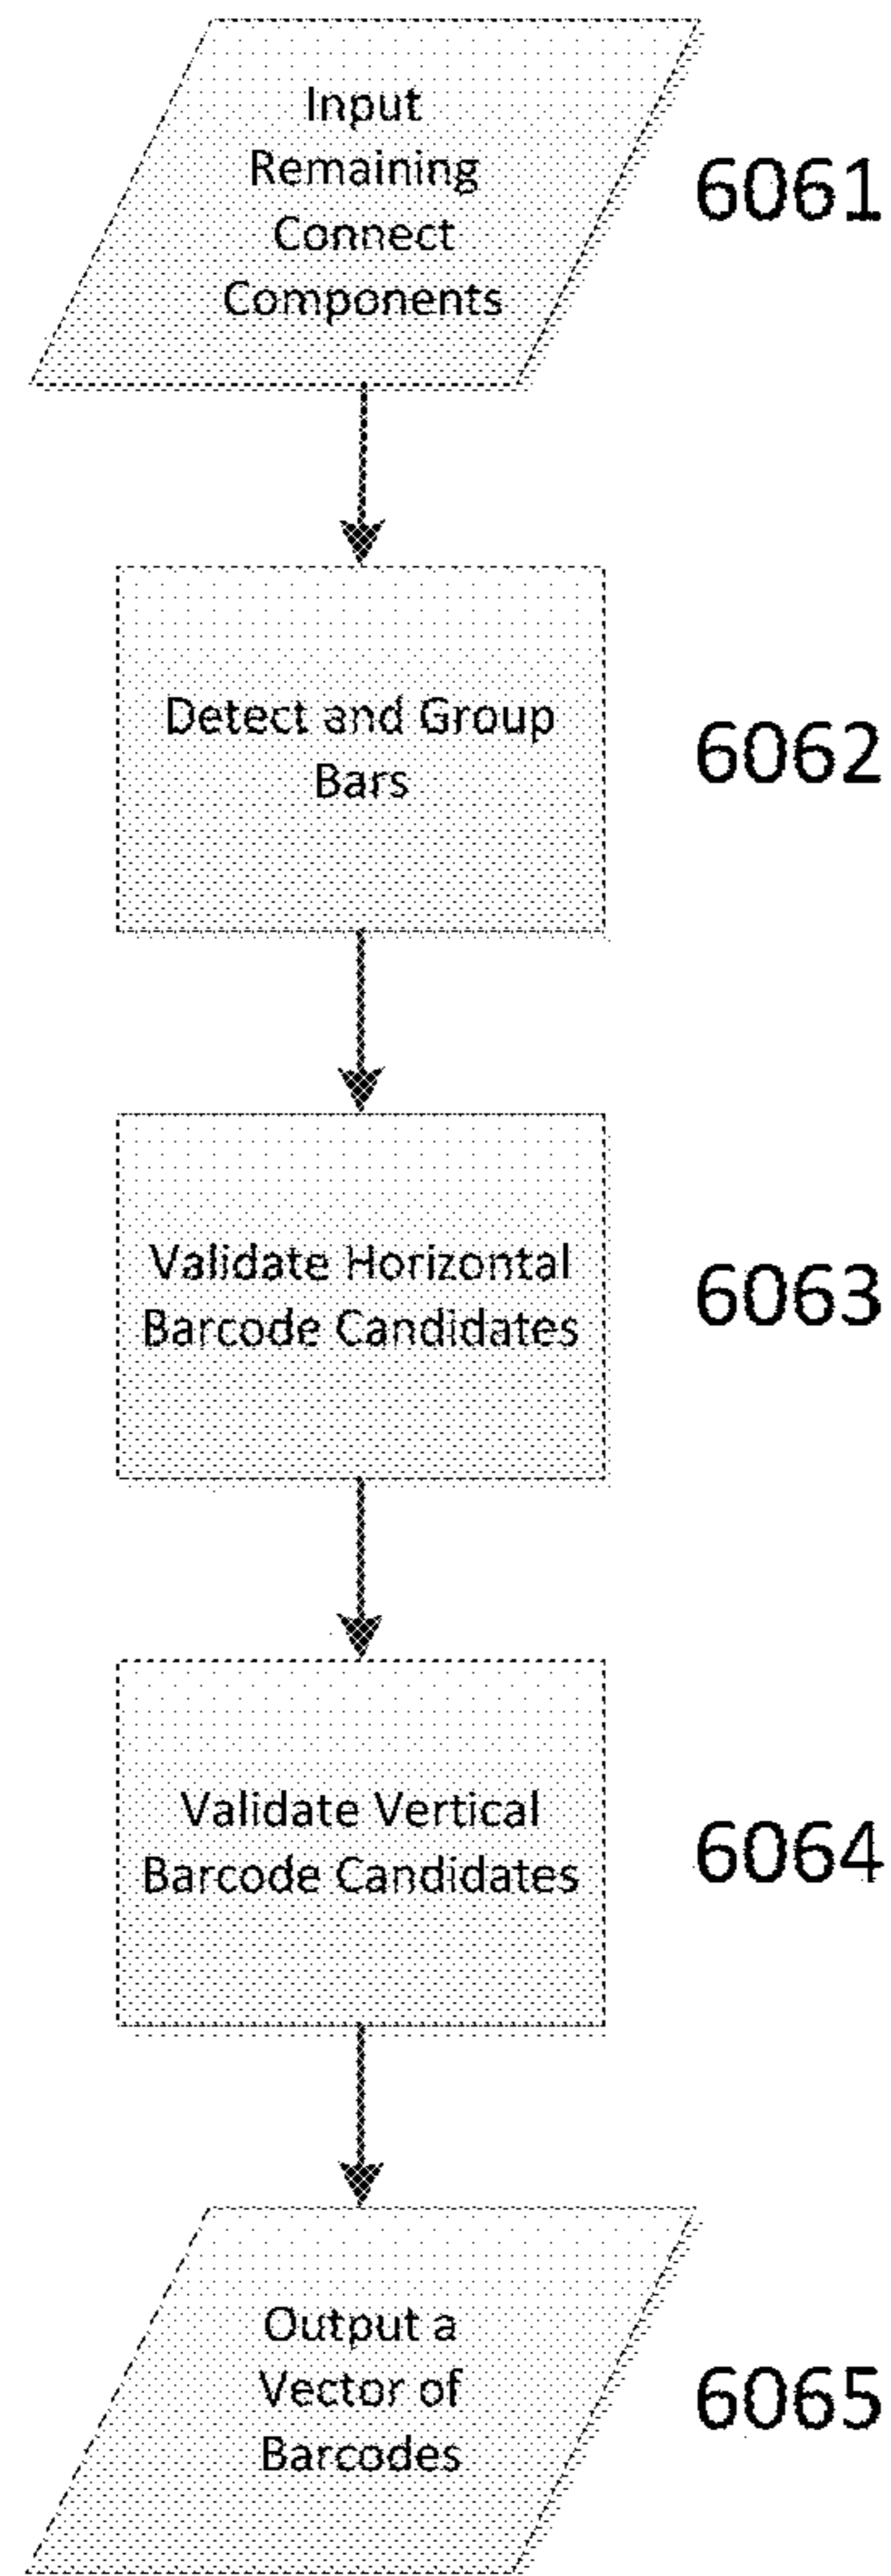 Input
Remaining
Connect
Components
6061
Detect and Group
Bars
6062
Validate Horizontal
Barcode Candidates
6063
Validate Vertical
Barcode Candidates
6064
Output a
Vector of
Barcodes
6065